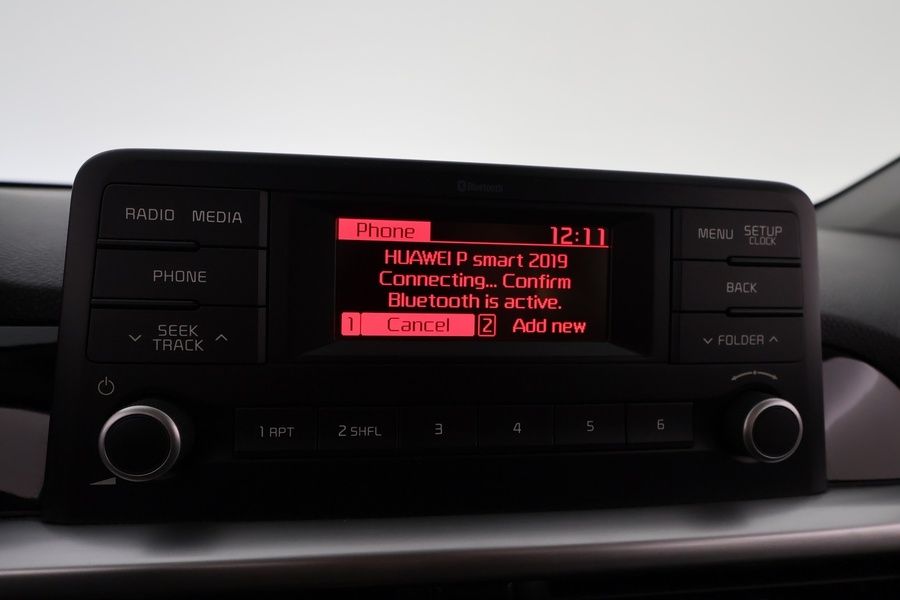 Bluetooth
RADIO MEDIA
PHONE
SEEK
TRACK
Phone 12:11
HUAWEI P smart 2019
Connecting... Confirm
Bluetooth is active.
1 Cancel 2 Add new
MENU SETUP
CLOCK
BACK
FOLDER
1 RPT 2 SHFL 3 4 5 6